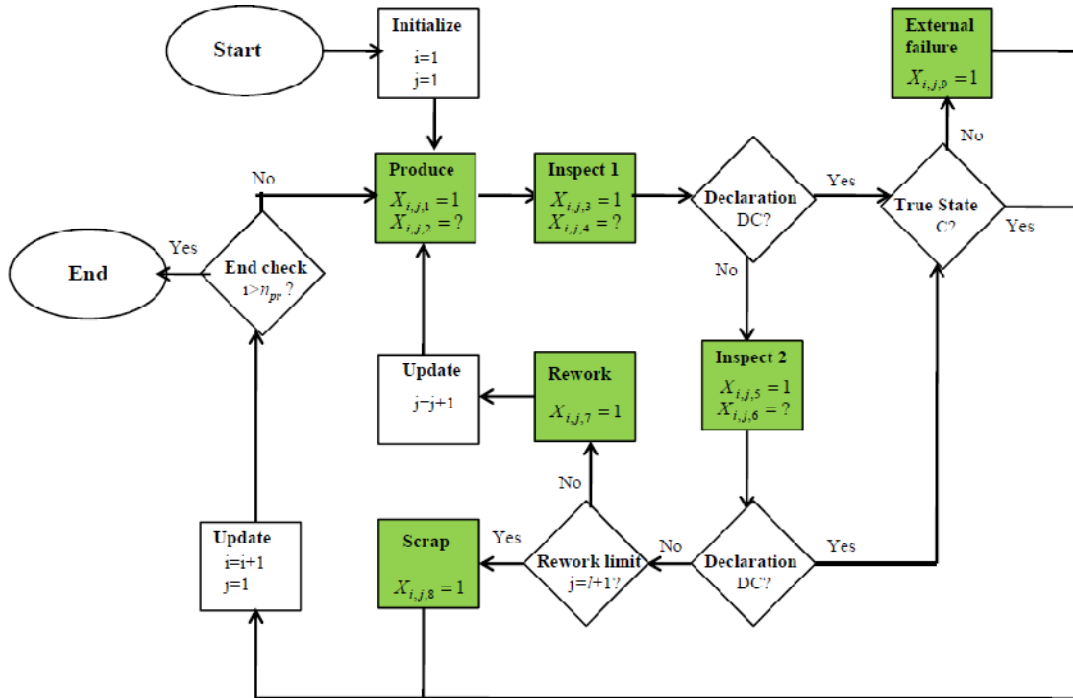 Start
Initialize
i=1
j=1
External
failure
X_{i,j,9} = 1
No
No
Produce
X_{i,j,1} = 1
X_{i,j,2} = ?
Inspect 1
X_{i,j,3} = 1
X_{i,j,4} = ?
Declaration
DC?
Yes
True State
C?
Yes
Yes
End
End check
i>n_{pr} ?
No
Update
j=j+1
Rework
X_{i,j,7} = 1
Inspect 2
X_{i,j,5} = 1
X_{i,j,6} = ?
No
Update
i=i+1
j=1
Scrap
X_{i,j,8} = 1
Yes
Rework limit
j=l+1?
No
Declaration
DC?
Yes